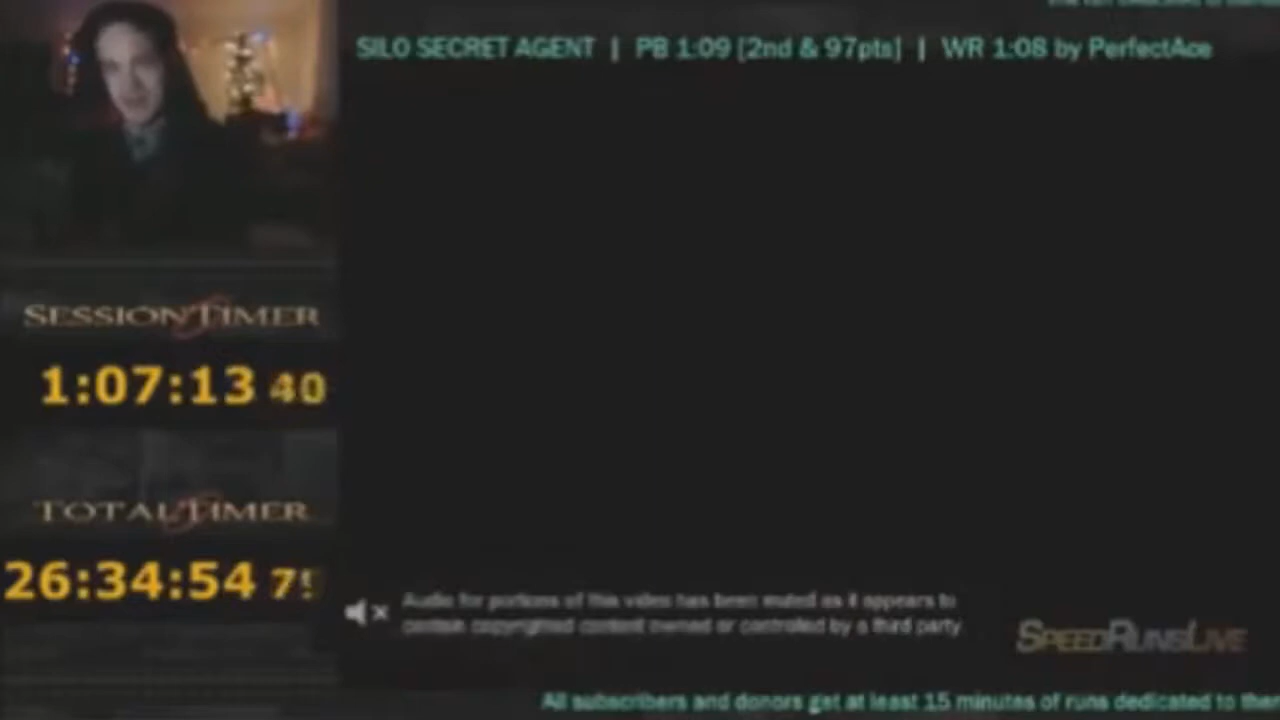 SILO SECRET AGENT | PB 1:09 [2nd & 97pts] | WR 1:08 by PerfectAce
SESSION TIMER
1:07:13 40
TOTAL TIMER
26:34:54
Audio for portions of this video has been muted as it appears to
contain copyrighted content owned or controlled by a third party.
SPEEDRUNSLIVE
All subscribers and donors get at least 15 minutes of runs dedicated to